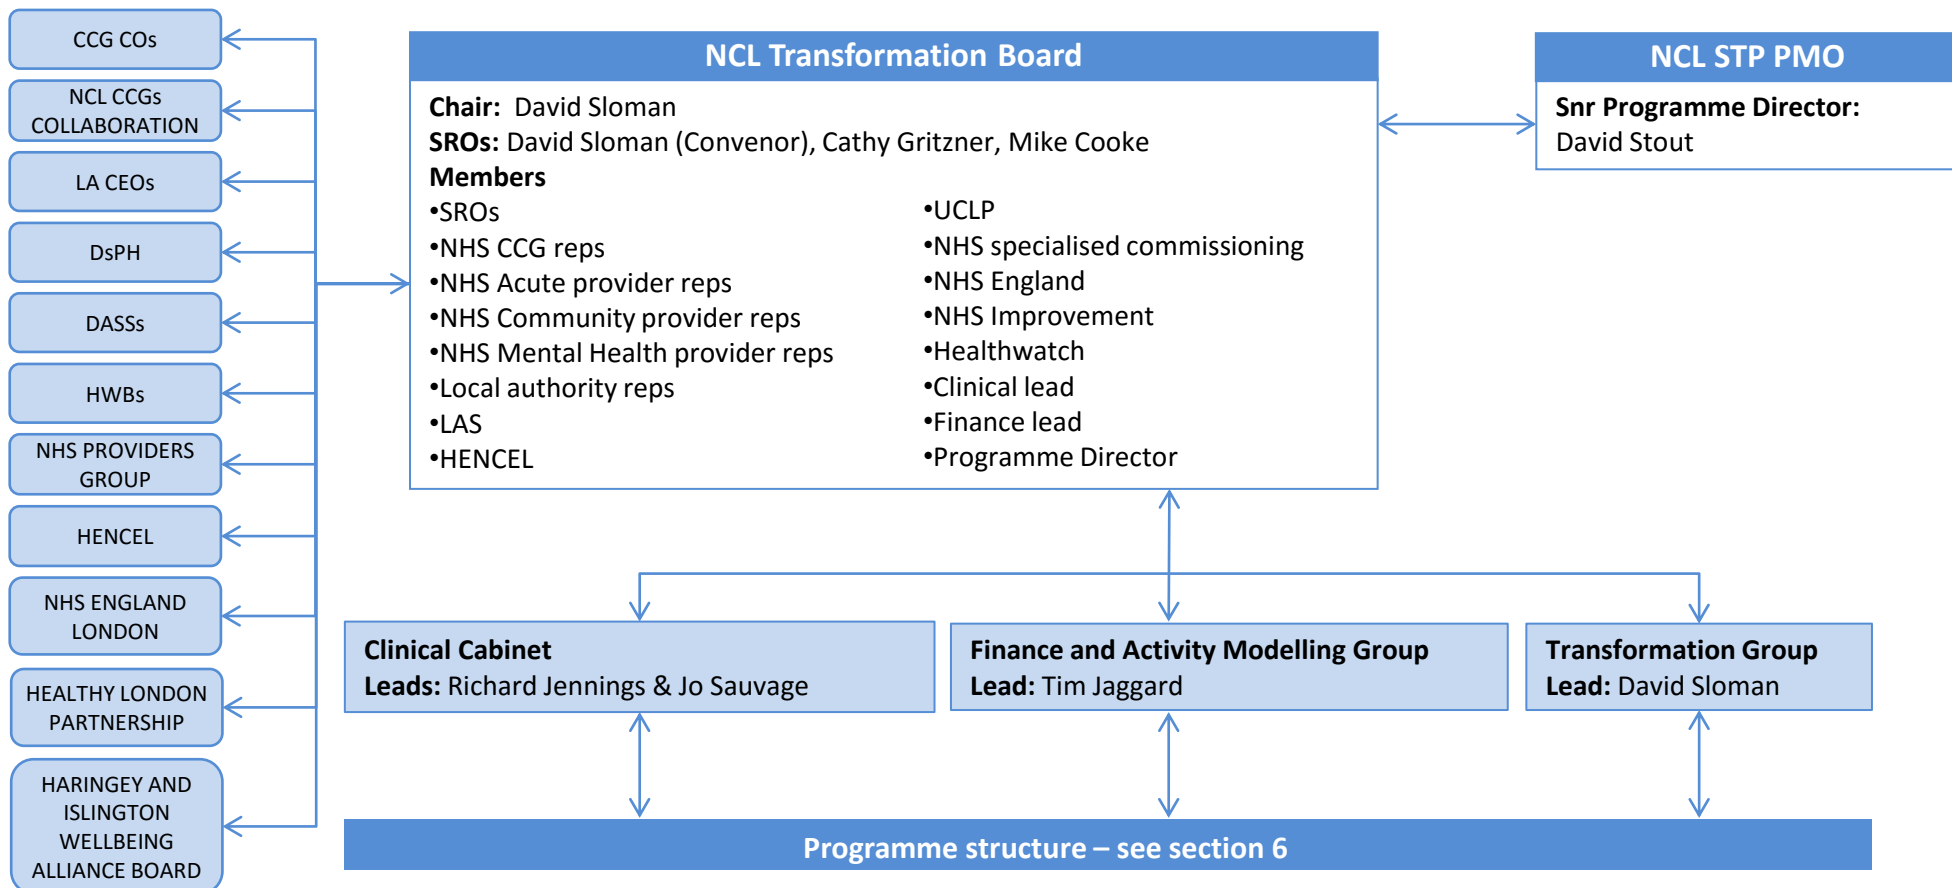 CCG COs
NCL CCGs
COLLABORATION
LA CEOs
DsPH
DASSs
HWBs
NHS PROVIDERS
GROUP
HENCEL
NHS ENGLAND
LONDON
HEALTHY LONDON
PARTNERSHIP
HARINGEY AND
ISLINGTON
WELLBEING
ALLIANCE BOARD
NCL Transformation Board
Chair: David Sloman
SROs: David Sloman (Convenor), Cathy Gritzner, Mike Cooke
Members
•SROs
•NHS CCG reps
•NHS Acute provider reps
•NHS Community provider reps
•NHS Mental Health provider reps
•Local authority reps
•LAS
•HENCEL
•UCLP
•NHS specialised commissioning
•NHS England
•NHS Improvement
•Healthwatch
•Clinical lead
•Finance lead
•Programme Director
NCL STP PMO
Snr Programme Director:
David Stout
Clinical Cabinet
Leads: Richard Jennings & Jo Sauvage
Finance and Activity Modelling Group
Lead: Tim Jaggard
Transformation Group
Lead: David Sloman
Programme structure – see section 6